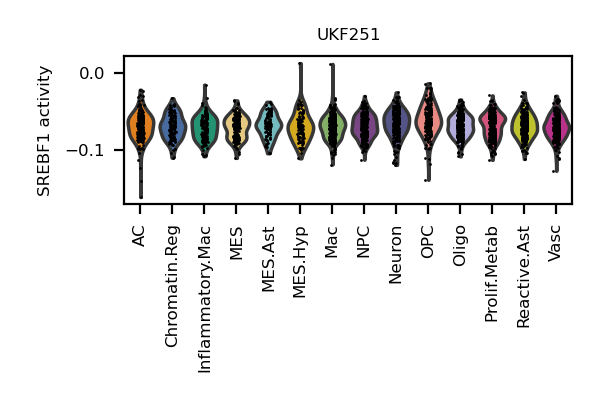 UKF251
SREBF1 activity
0.0
−0.1
AC
Chromatin.Reg
Inflammatory.Mac
MES
MES.Ast
MES.Hyp
Mac
NPC
Neuron
OPC
Oligo
Prolif.Metab
Reactive.Ast
Vasc